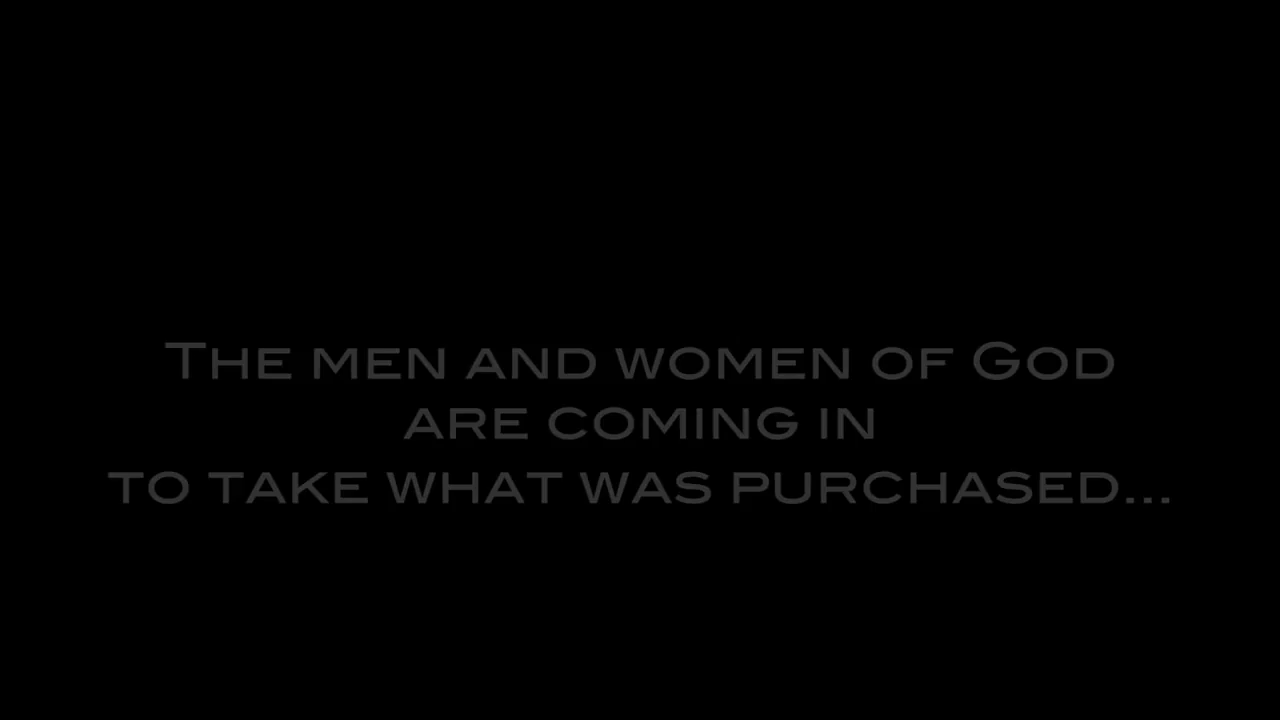 The men and women of God
are coming in
to take what was purchased...